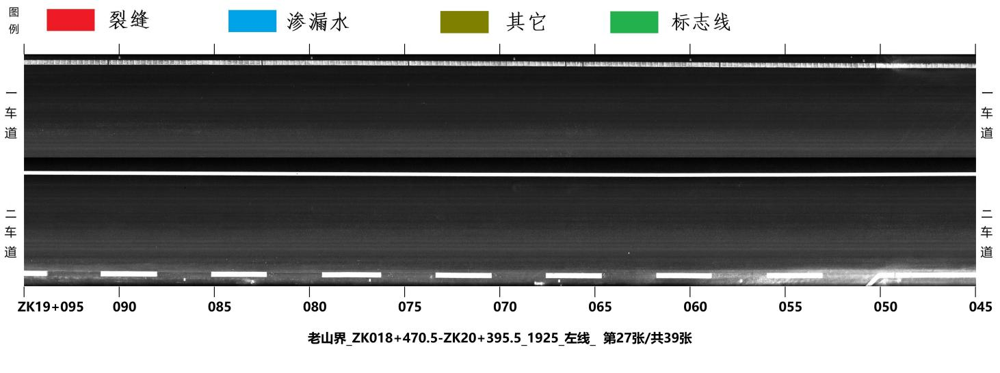 图例 裂缝 渗漏水 其它 标志线
一车道 一车道
二车道 二车道
ZK19+095 090 085 080 075 070 065 060 055 050 045
老山界_ZK018+470.5-ZK20+395.5_1925_左线_ 第27张/共39张